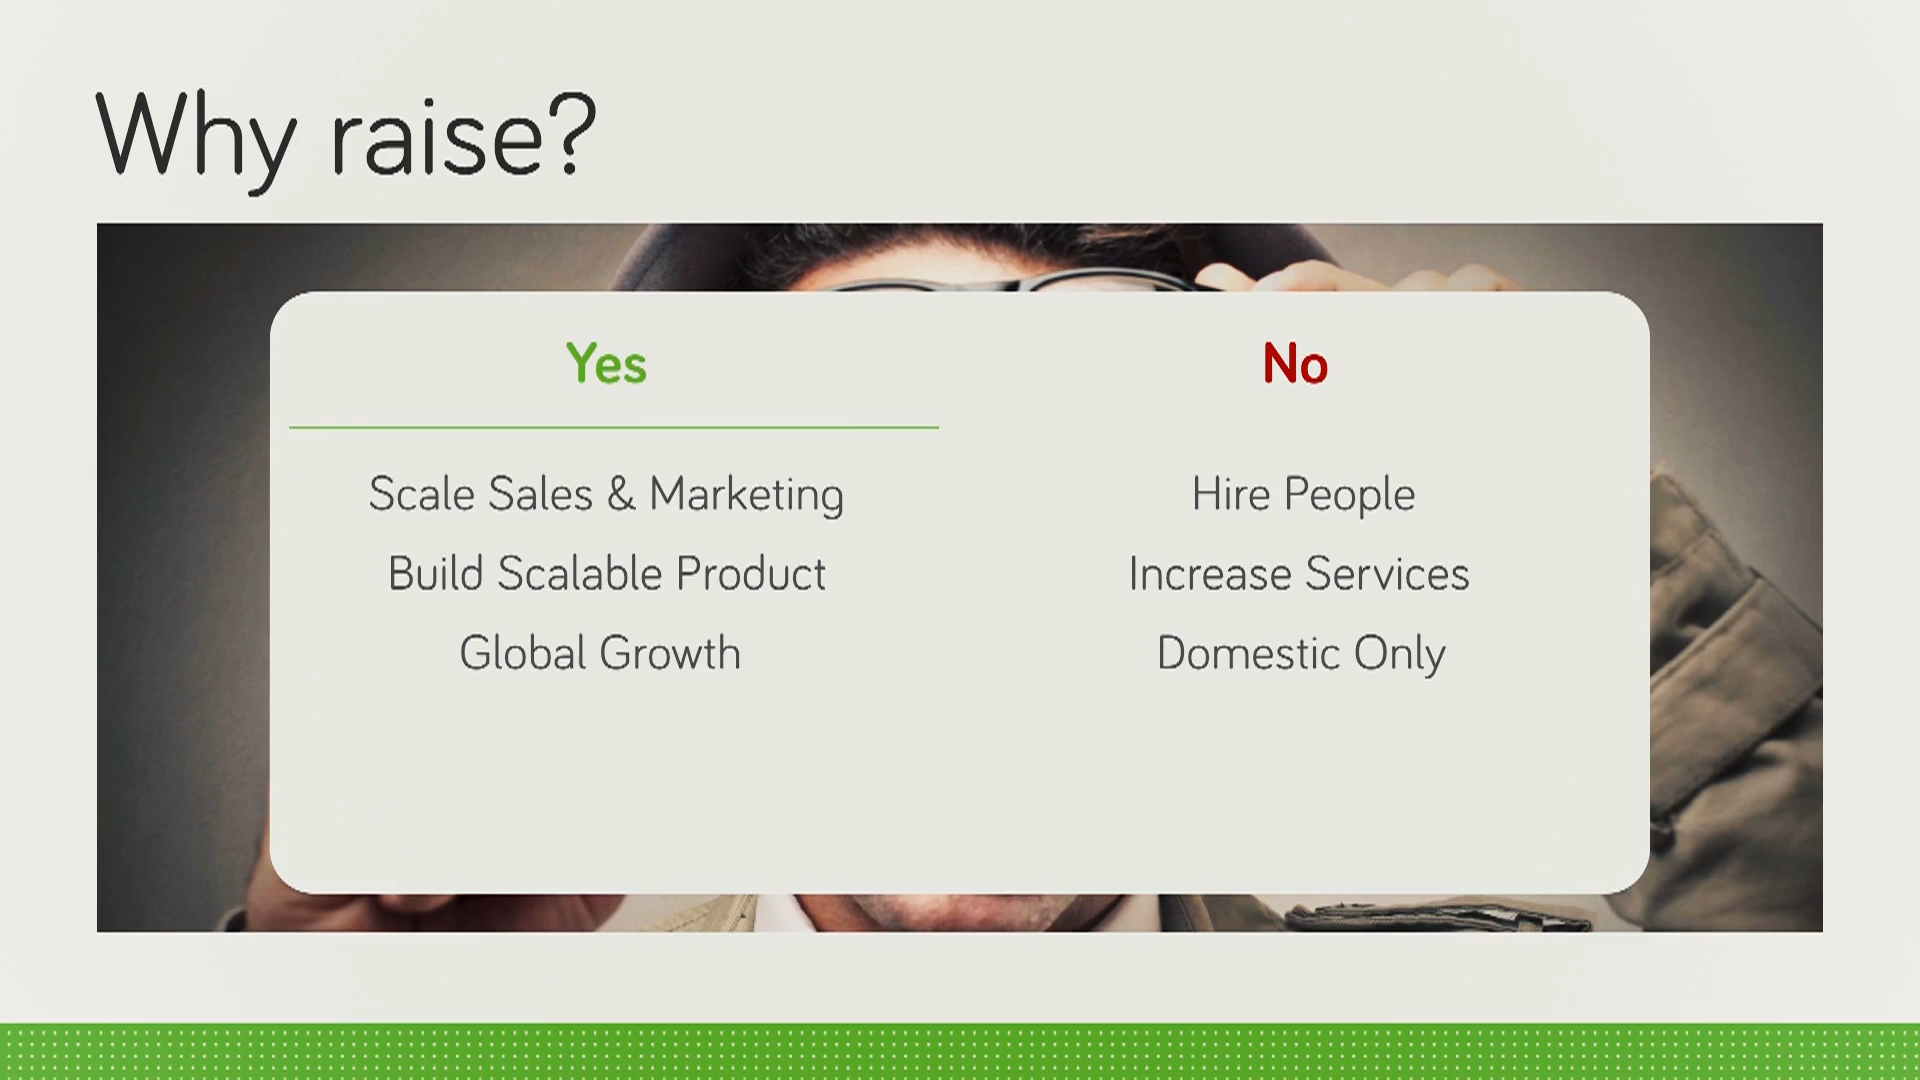 Why raise?
Yes
No
Scale Sales & Marketing
Hire People
Build Scalable Product
Increase Services
Global Growth
Domestic Only